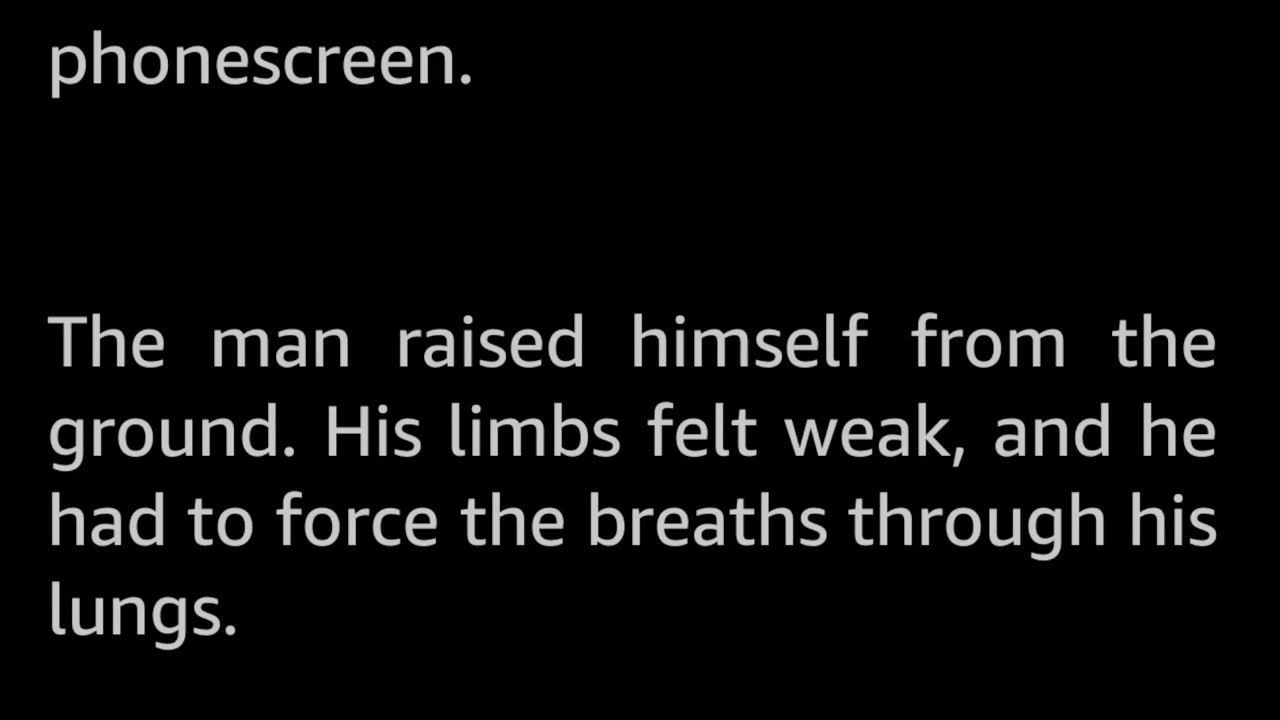 phonescreen.
The man raised himself from the
ground. His limbs felt weak, and he
had to force the breaths through his
lungs.